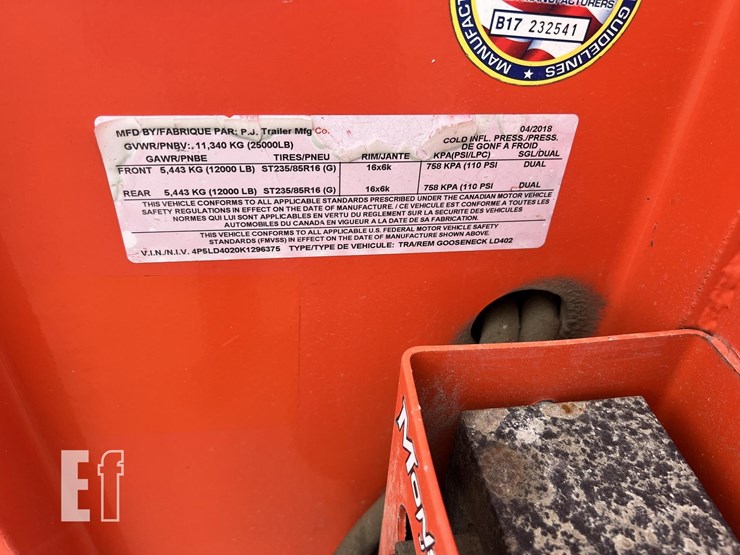 MANUFACTURERS
B17 232541
MANUFAC
GUIDELINES
MFD BY/FABRIQUE PAR: P.J. Trailer Mfg Co.
04/2018
GVWR/PNBV: 11,340 KG (25000LB)
COLD INFL. PRESS./PRESS.
DE GONF A FROID
GAWR/PNBE TIRES/PNEU RIM/JANTE KPA(PSI/LPC) SGL/DUAL
FRONT 5,443 KG (12000 LB) ST235/85R16 (G) 16x6k 758 KPA (110 PSI DUAL
REAR 5,443 KG (12000 LB) ST235/85R16 (G) 16x6k 758 KPA (110 PSI DUAL
THIS VEHICLE CONFORMS TO ALL APPLICABLE STANDARDS PRESCRIBED UNDER THE CANADIAN MOTOR VEHICLE
SAFETY REGULATIONS IN EFFECT ON THE DATE OF MANUFACTURE. / CE VEHICULE EST CONFORME A TOUTES LES
NORMES QUI LUI SONT APPLICABLES EN VERTU DU REGLEMENT SUR LA SECURITE DES VEHICULES
AUTOMOBILES DU CANADA EN VIGUEUR A LA DATE DE SA FABRICATION.
THIS VEHICLE CONFORMS TO ALL APPLICABLE U.S. FEDERAL MOTOR VEHICLE SAFETY
STANDARDS (FMVSS) IN EFFECT ON THE DATE OF MANUFACTURE SHOWN ABOVE.
V.I.N./N.I.V. 4P5LD4020K1296375 TYPE/TYPE DE VEHICULE: TRA/REM GOOSENECK LD402
Mon
Ef